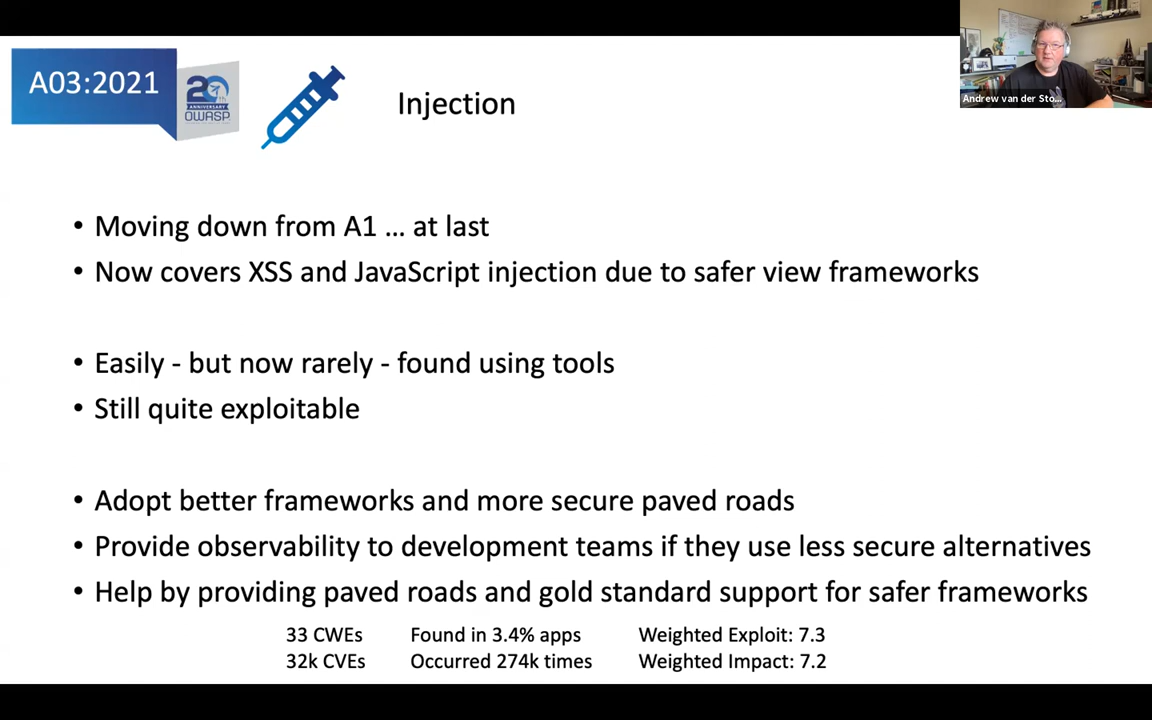 A03:2021
20th
ANNIVERSARY
OWASP
Injection
Andrew van der Sto...
• Moving down from A1 ... at last
• Now covers XSS and JavaScript injection due to safer view frameworks
• Easily - but now rarely - found using tools
• Still quite exploitable
• Adopt better frameworks and more secure paved roads
• Provide observability to development teams if they use less secure alternatives
• Help by providing paved roads and gold standard support for safer frameworks
33 CWEs Found in 3.4% apps Weighted Exploit: 7.3
32k CVEs Occurred 274k times Weighted Impact: 7.2